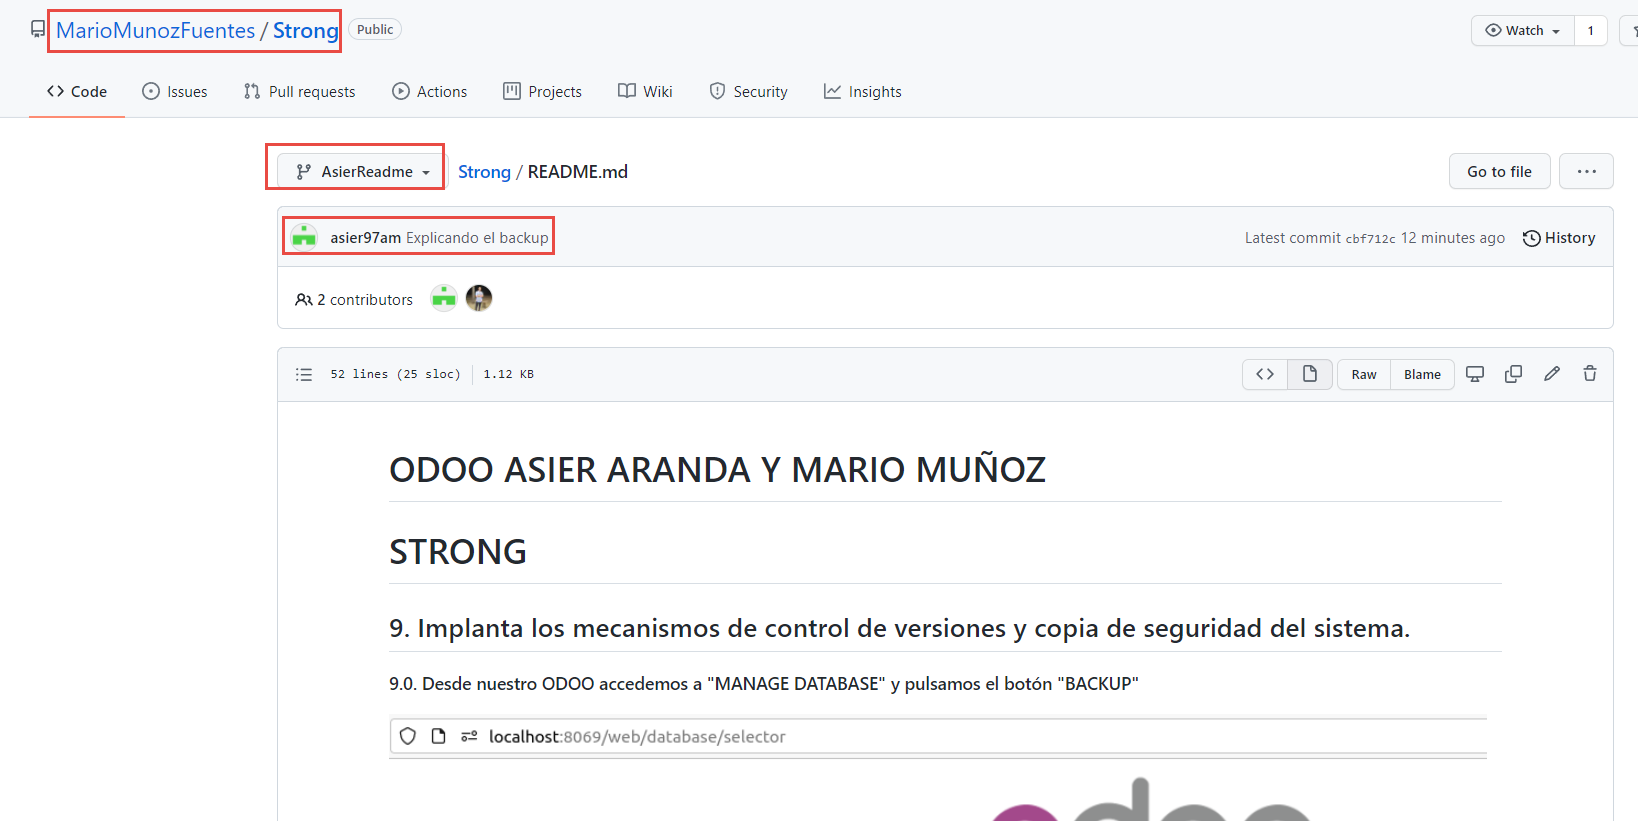 MarioMunozFuentes / Strong Public Watch 1
Code Issues Pull requests Actions Projects Wiki Security Insights
AsierReadme Strong / README.md Go to file ...
asier97am Explicando el backup Latest commit cbf712c 12 minutes ago History
2 contributors
52 lines (25 sloc) 1.12 KB Raw Blame
ODOO ASIER ARANDA Y MARIO MUÑOZ
STRONG
9. Implanta los mecanismos de control de versiones y copia de seguridad del sistema.
9.0. Desde nuestro ODOO accedemos a "MANAGE DATABASE" y pulsamos el botón "BACKUP"
localhost:8069/web/database/selector
odoo